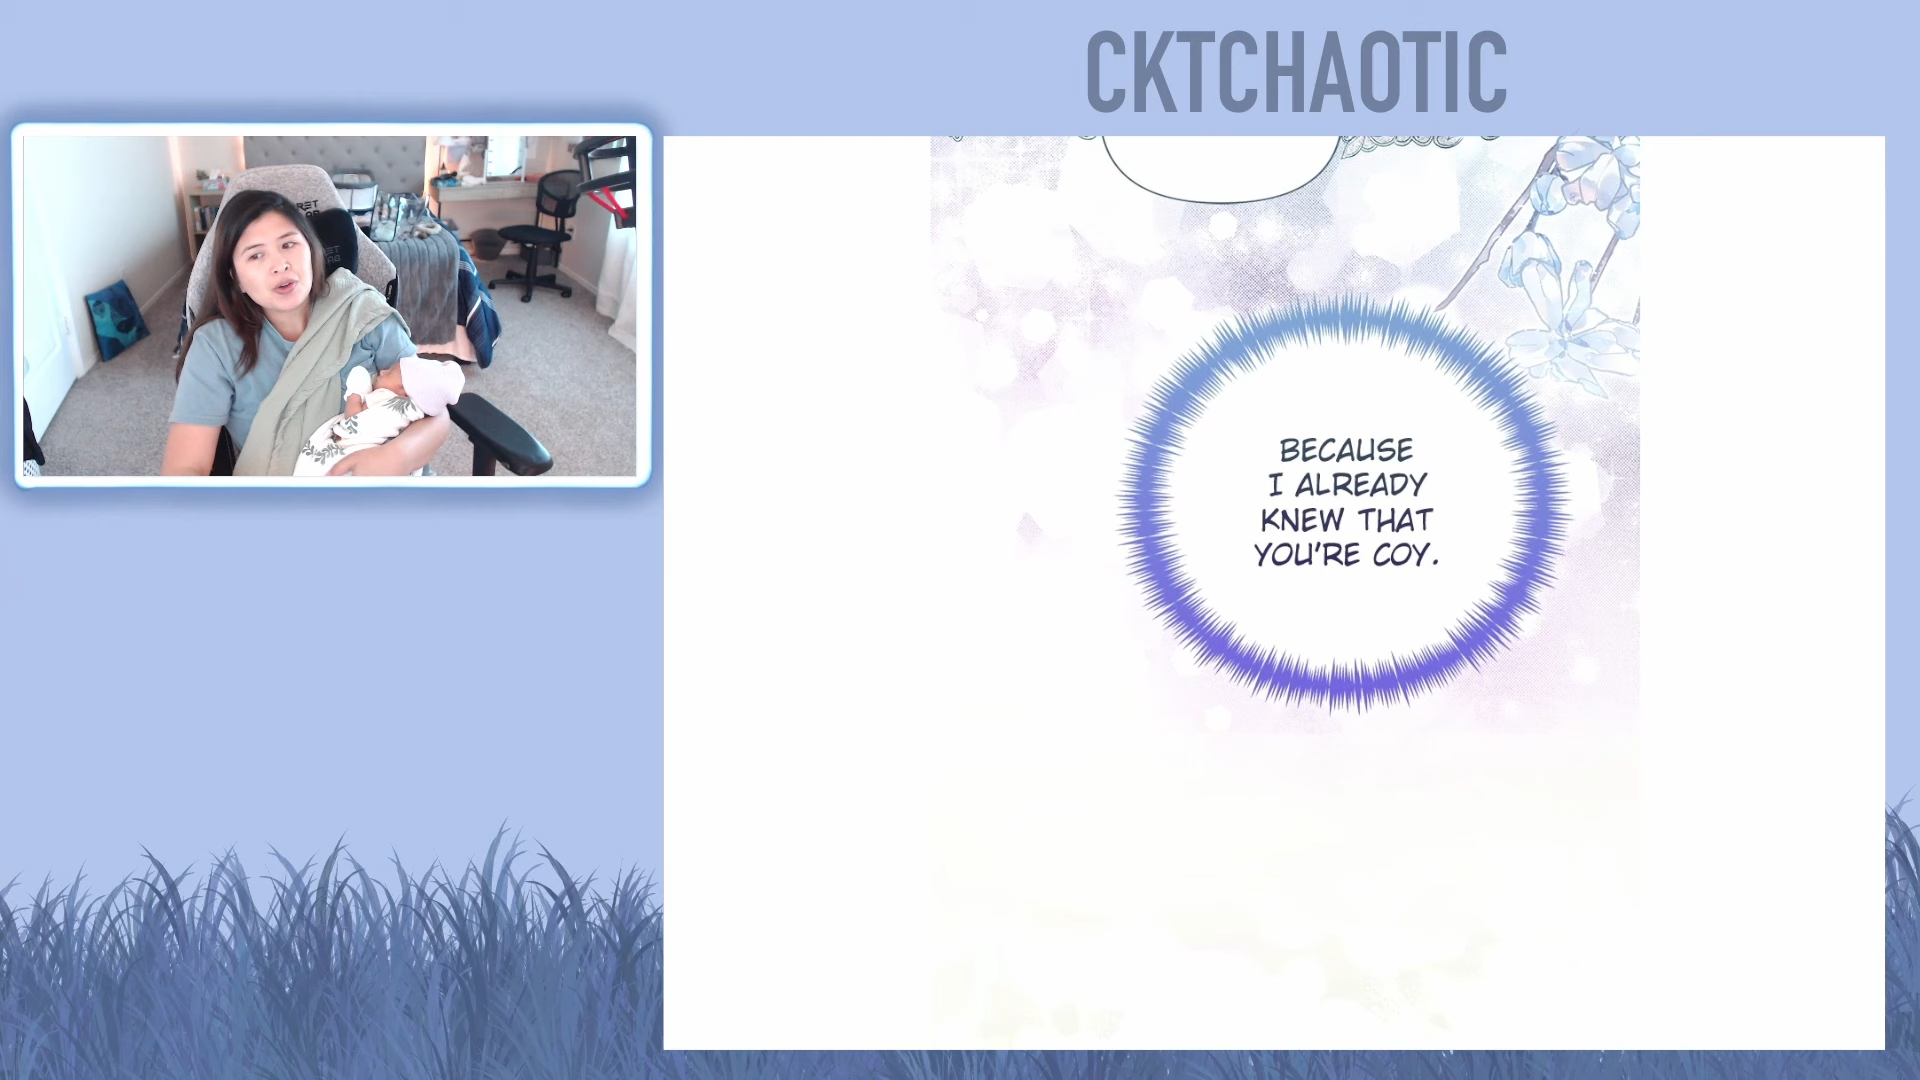 CKTCHAOTIC
BECAUSE
I ALREADY
KNEW THAT
YOU'RE COY.